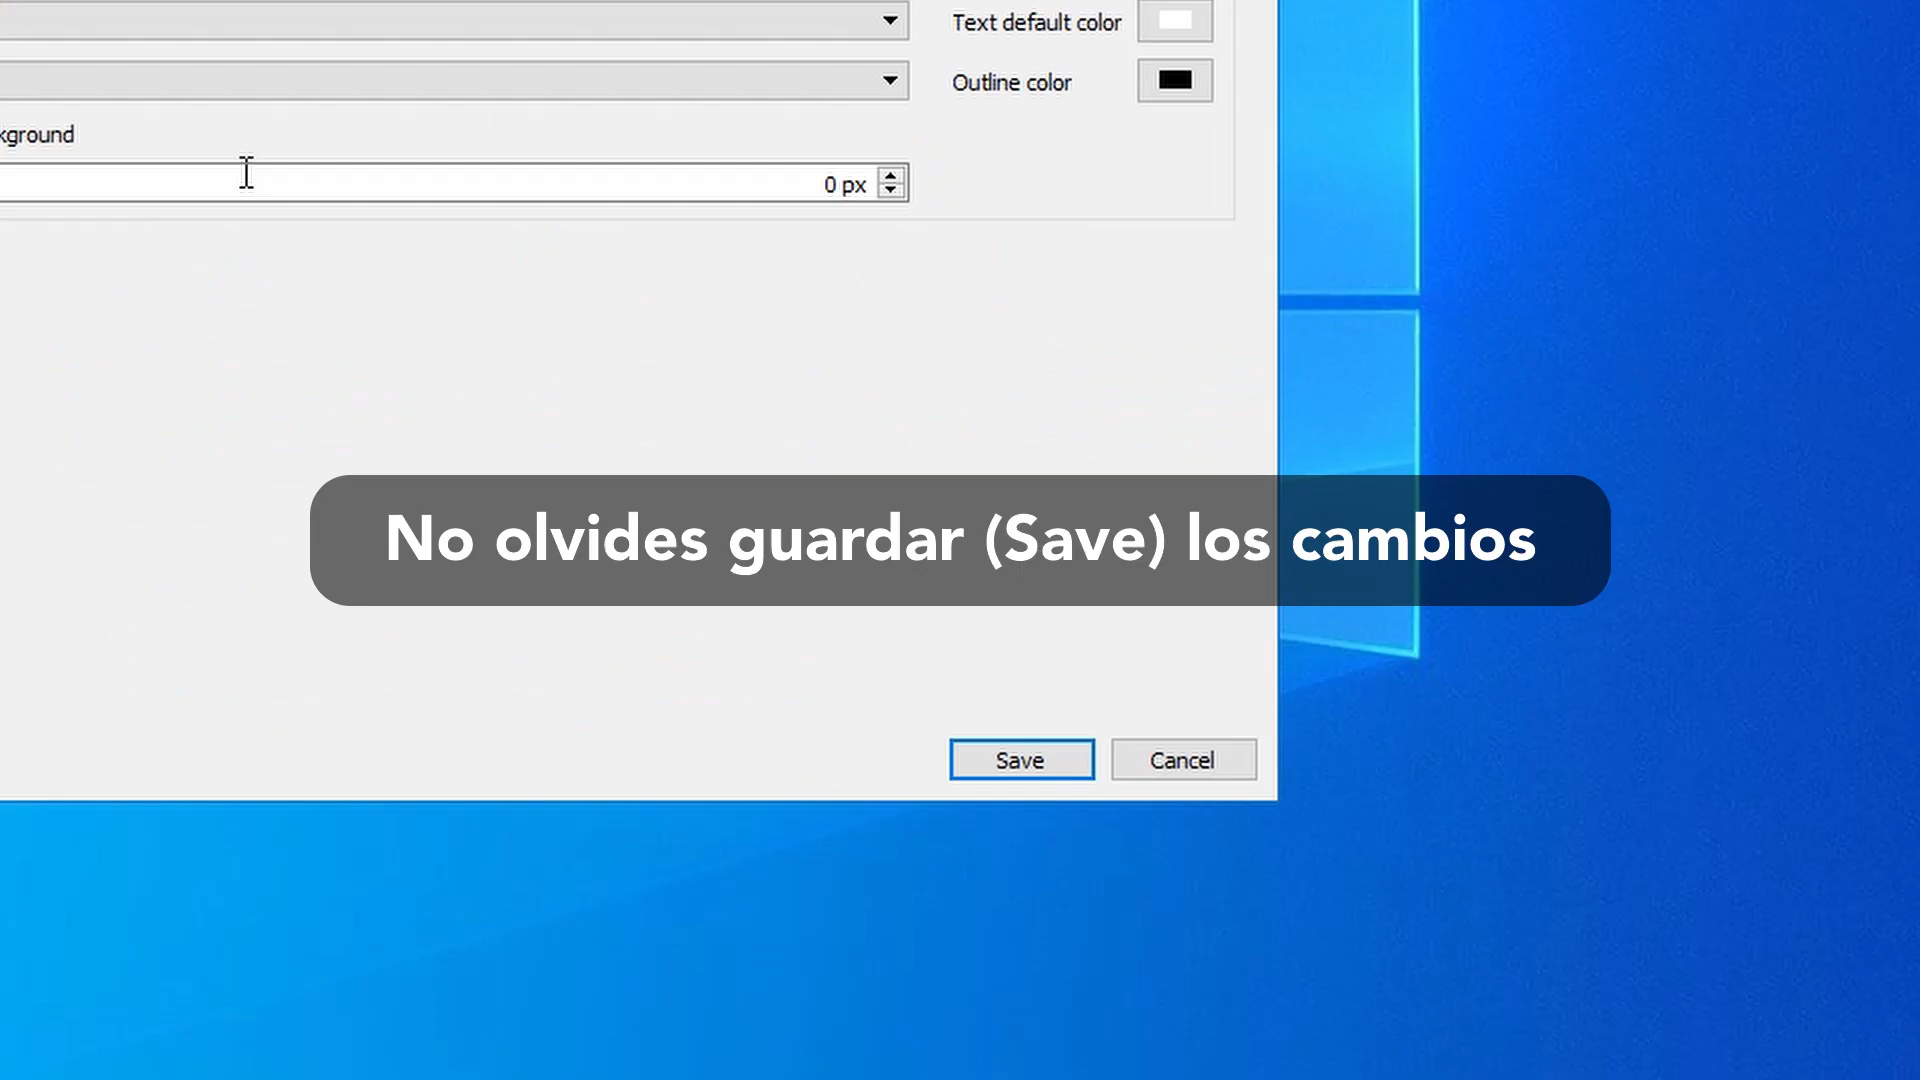 Text default color
Outline color
kground
0 px
No olvides guardar (Save) los cambios
Save Cancel